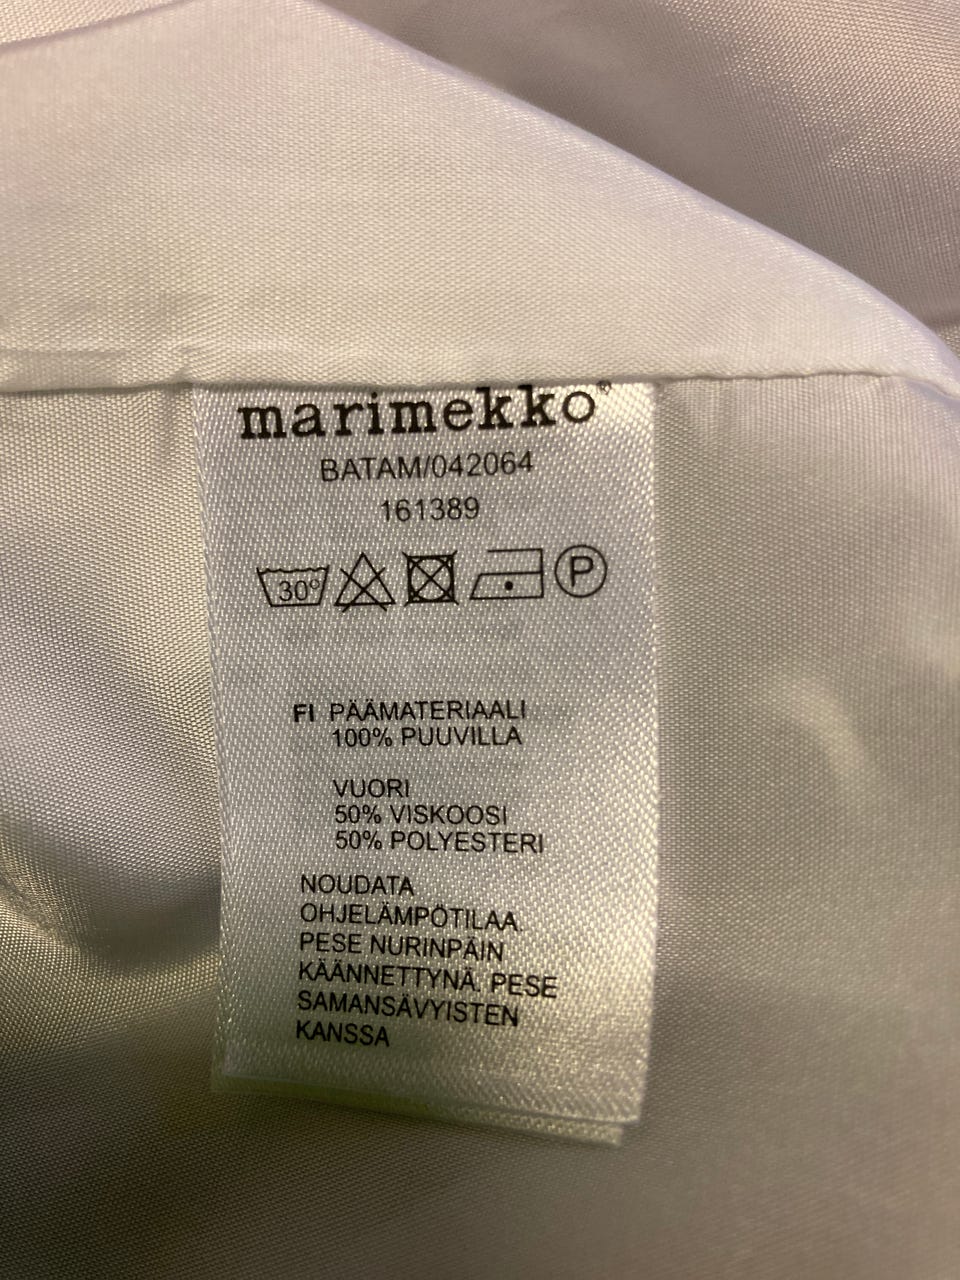 marimekko®
BATAM/042064
161389
30° P
FI PÄÄMATERIAALI
100% PUUVILLA
VUORI
50% VISKOOSI
50% POLYESTERI
NOUDATA
OHJELÄMPÖTILAA.
PESE NURINPÄIN
KÄÄNNETTYNÄ. PESE
SAMANSÄVYISTEN
KANSSA